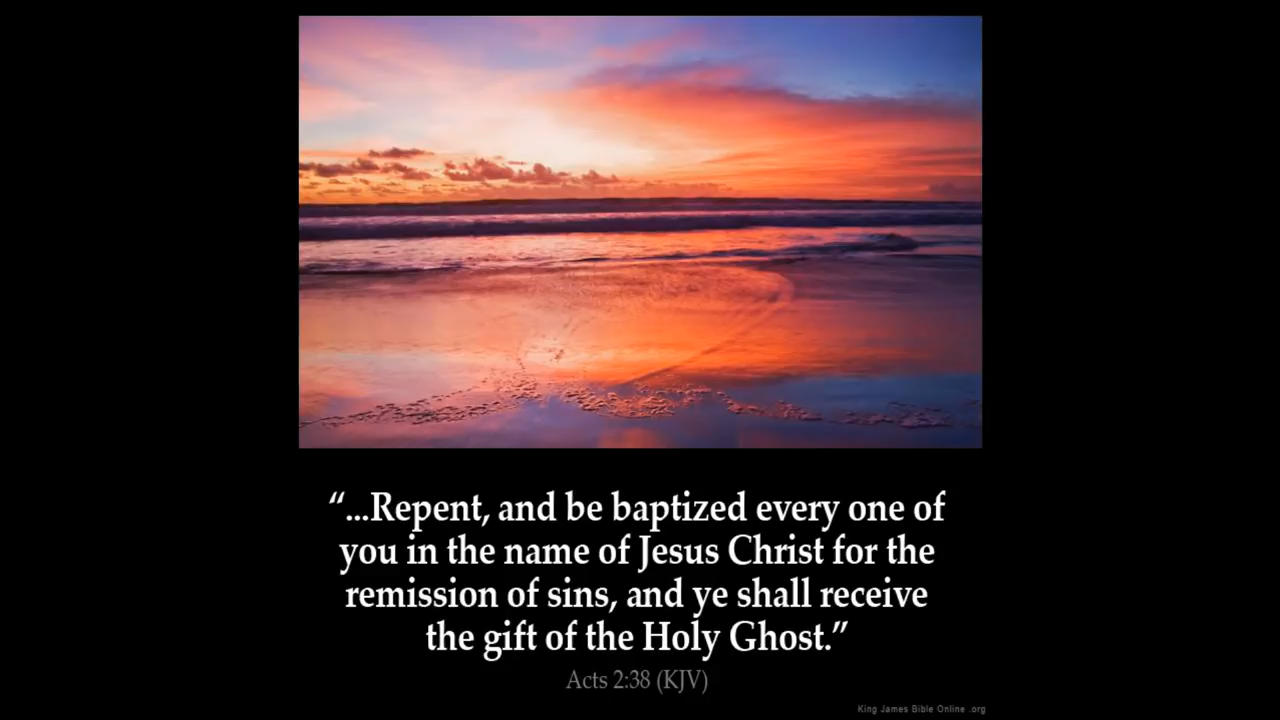 “...Repent, and be baptized every one of
you in the name of Jesus Christ for the
remission of sins, and ye shall receive
the gift of the Holy Ghost.”
Acts 2:38 (KJV)
King James Bible Online .org